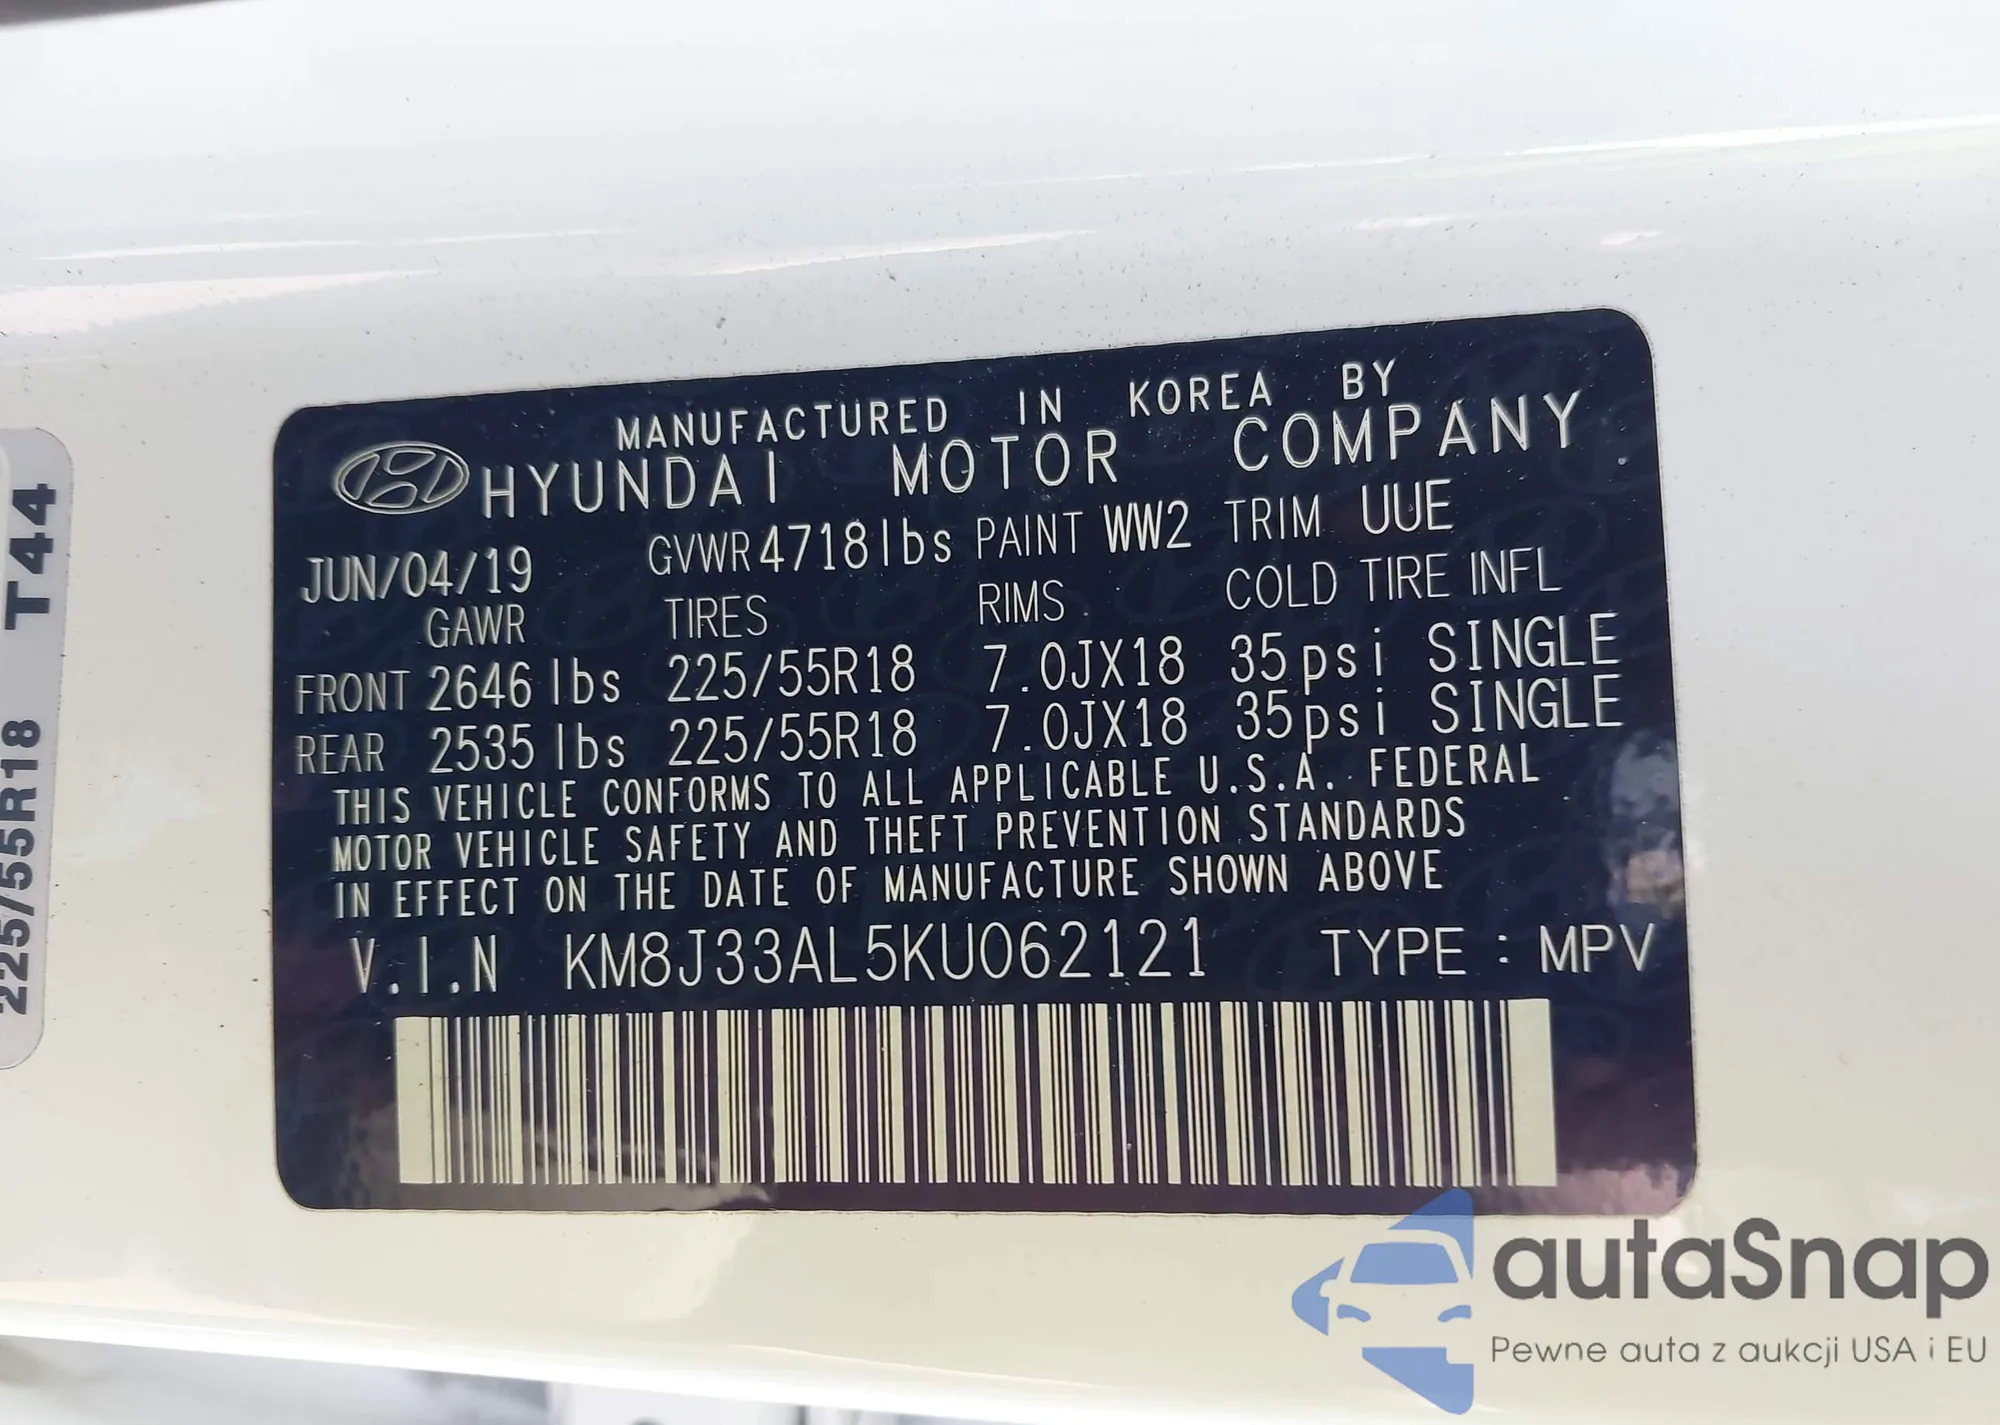 MANUFACTURED IN KOREA BY
HYUNDAI MOTOR COMPANY
JUN/04/19 GVWR 4718lbs PAINT WW2 TRIM UUE
GAWR TIRES RIMS COLD TIRE INFL
FRONT 2646 lbs 225/55R18 7.0JX18 35psi SINGLE
REAR 2535 lbs 225/55R18 7.0JX18 35psi SINGLE
THIS VEHICLE CONFORMS TO ALL APPLICABLE U.S.A. FEDERAL
MOTOR VEHICLE SAFETY AND THEFT PREVENTION STANDARDS
IN EFFECT ON THE DATE OF MANUFACTURE SHOWN ABOVE
V.I.N KM8J33AL5KU062121 TYPE : MPV
225/55R18 T44
autaSnap
Pewne auta z aukcji USA i EU